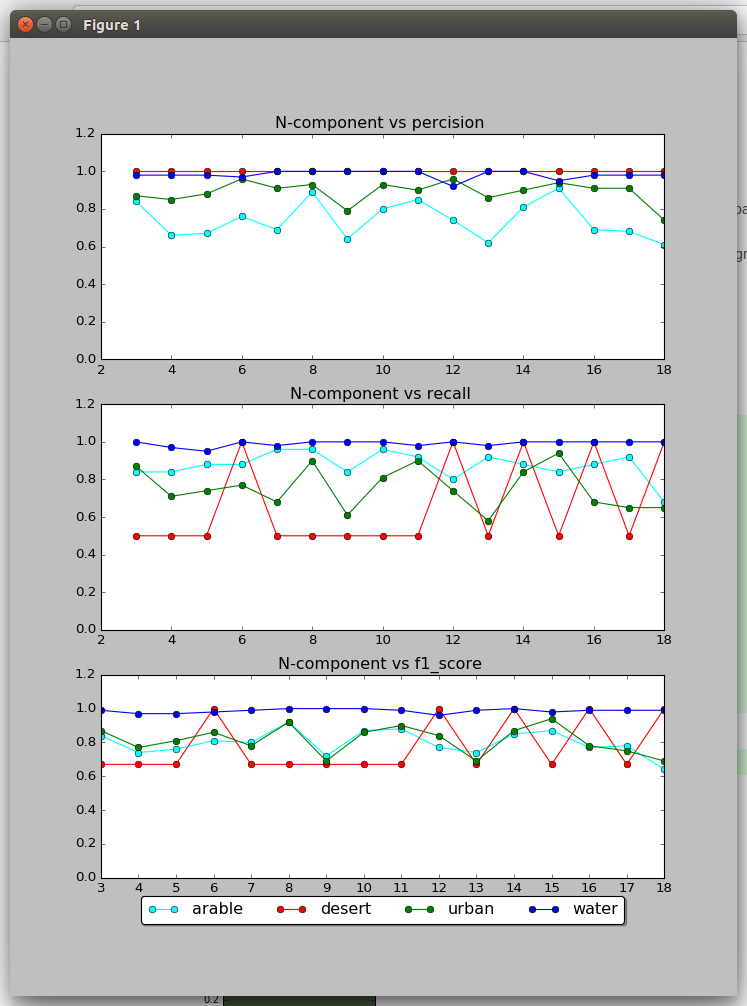 Figure 1
N-component vs percision
1.2
1.0
0.8
0.6
0.4
0.2
0.0
2 4 6 8 10 12 14 16 18
N-component vs recall
1.2
1.0
0.8
0.6
0.4
0.2
0.0
2 4 6 8 10 12 14 16 18
N-component vs f1_score
1.2
1.0
0.8
0.6
0.4
0.2
0.0
3 4 5 6 7 8 9 10 11 12 13 14 15 16 17 18
arable desert urban water
0.2